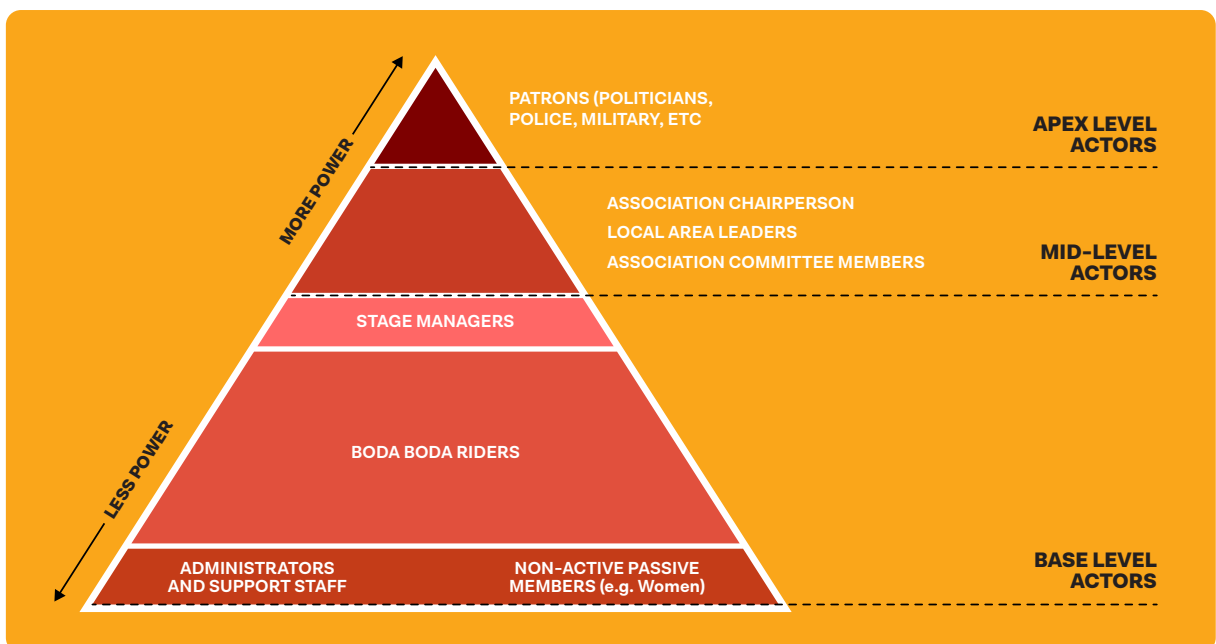 MORE POWER
LESS POWER
PATRONS (POLITICIANS,
POLICE, MILITARY, ETC
APEX LEVEL
ACTORS
ASSOCIATION CHAIRPERSON
LOCAL AREA LEADERS
ASSOCIATION COMMITTEE MEMBERS
MID-LEVEL
ACTORS
STAGE MANAGERS
BODA BODA RIDERS
ADMINISTRATORS
AND SUPPORT STAFF
NON-ACTIVE PASSIVE
MEMBERS (e.g. Women)
BASE LEVEL
ACTORS